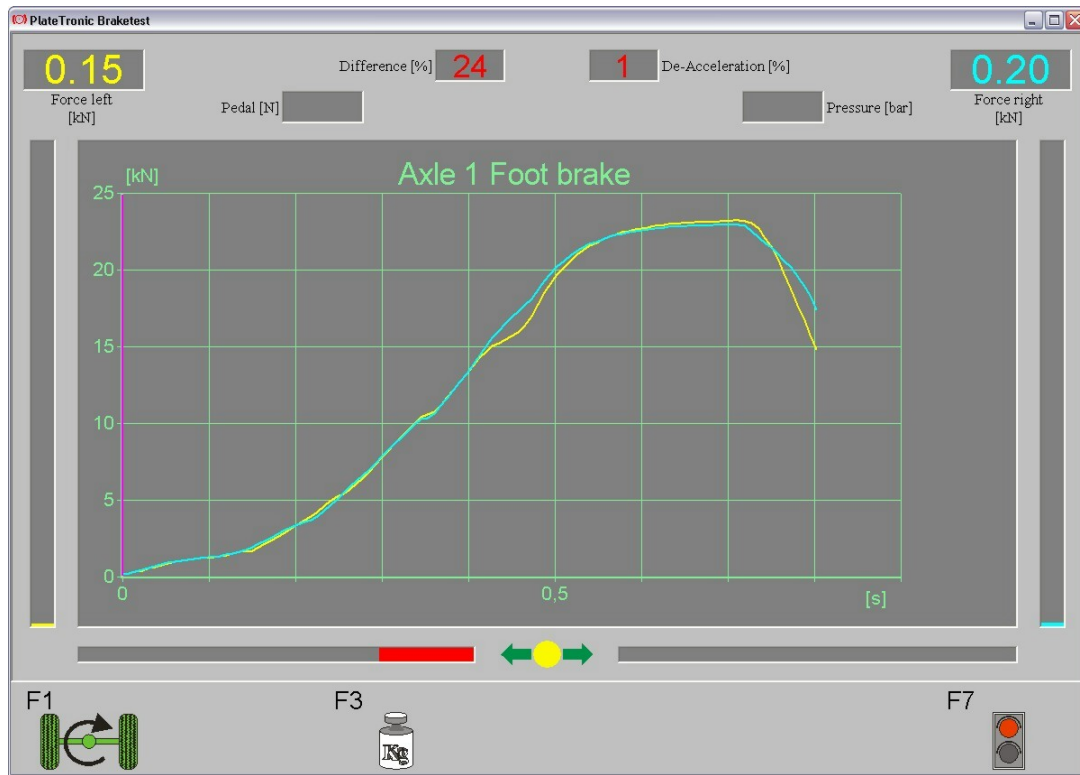 PlateTronic Braketest
0.15
Force left
[kN]
Difference [%] 24
1 De-Acceleration [%]
0.20
Force right
[kN]
Pedal [N]
Pressure [bar]
Axle 1 Foot brake
[kN]
25
20
15
10
5
0
0
0,5
[s]
F1
F3
F7
Kg